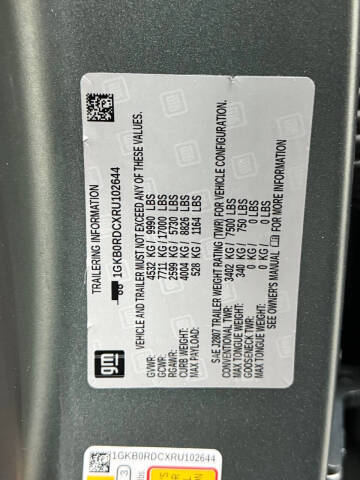 TRAILERING INFORMATION
1GKB0RDCXRU102644
VEHICLE AND TRAILER MUST NOT EXCEED ANY OF THESE VALUES.
GVWR: 4532 KG / 9990 LBS
GCWR: 7711 KG / 17000 LBS
RGAWR: 2599 KG / 5730 LBS
CURB WEIGHT: 4004 KG / 8826 LBS
MAX PAYLOAD: 528 KG / 1164 LBS
SAE J2807 TRAILER WEIGHT RATING (TWR) FOR VEHICLE CONFIGURATION.
CONVENTIONAL TWR: 3402 KG / 7500 LBS
MAX TONGUE WEIGHT: 340 KG / 750 LBS
GOOSENECK TWR: 0 KG / 0 LBS
MAX TONGUE WEIGHT: 0 KG / 0 LBS
SEE OWNER'S MANUAL
gm
1GKB0RDCXRU102644
3